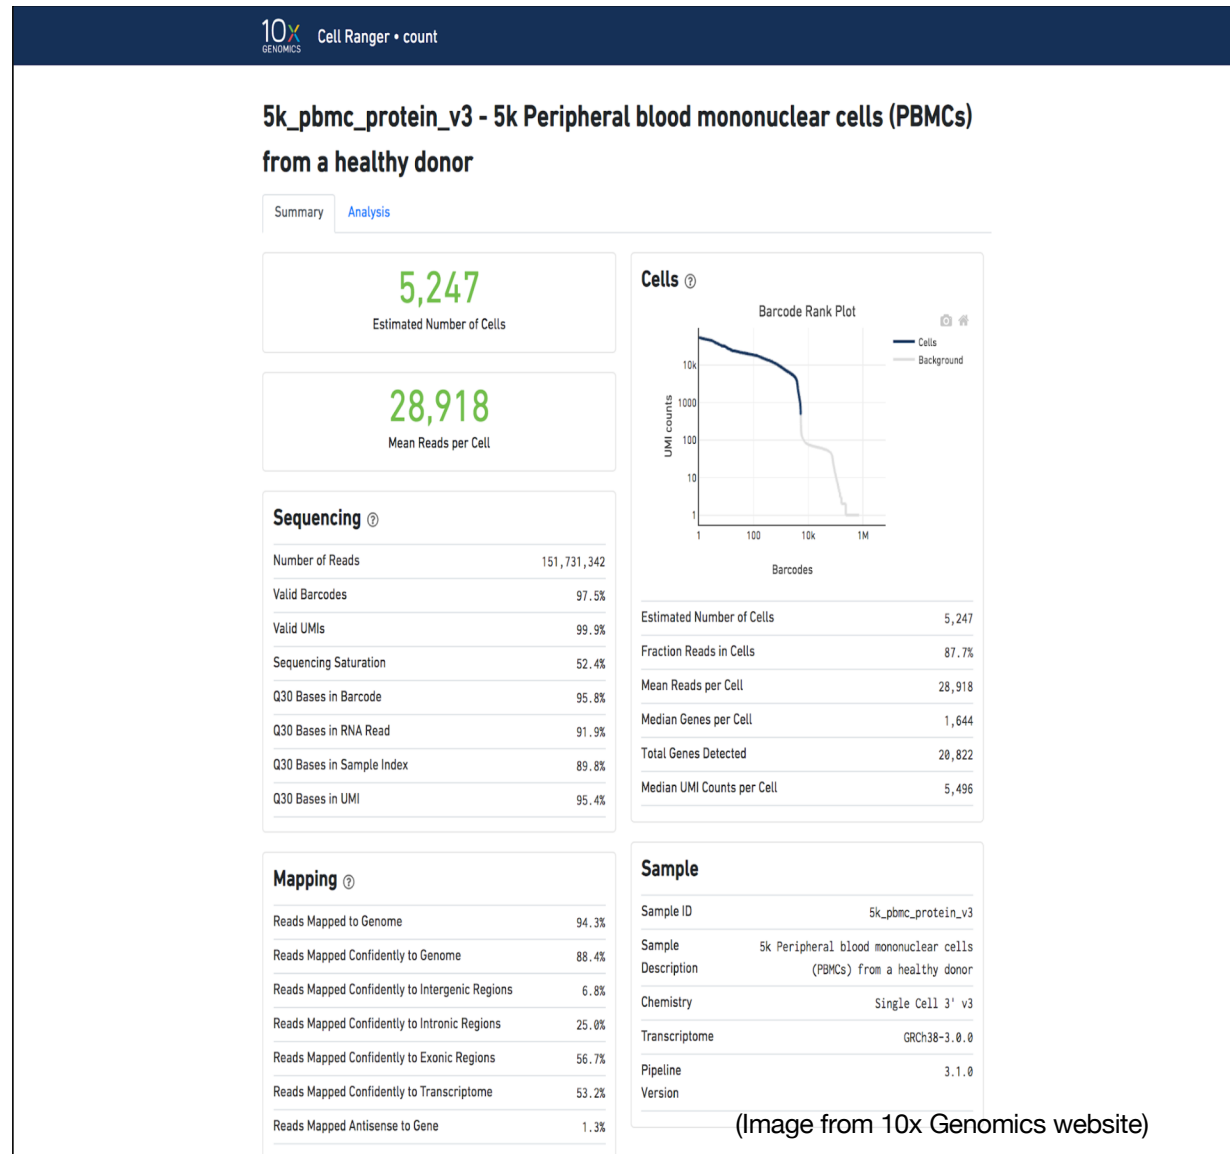 10x
GENOMICS
Cell Ranger • count
5k_pbmc_protein_v3 - 5k Peripheral blood mononuclear cells (PBMCs)
from a healthy donor
Summary
Analysis
5,247
Estimated Number of Cells
28,918
Mean Reads per Cell
Sequencing ?
Number of Reads 151,731,342
Valid Barcodes 97.5%
Valid UMIs 99.9%
Sequencing Saturation 52.4%
Q30 Bases in Barcode 95.8%
Q30 Bases in RNA Read 91.9%
Q30 Bases in Sample Index 89.8%
Q30 Bases in UMI 95.4%
Mapping ?
Reads Mapped to Genome 94.3%
Reads Mapped Confidently to Genome 88.4%
Reads Mapped Confidently to Intergenic Regions 6.8%
Reads Mapped Confidently to Intronic Regions 25.0%
Reads Mapped Confidently to Exonic Regions 56.7%
Reads Mapped Confidently to Transcriptome 53.2%
Reads Mapped Antisense to Gene 1.3%
Cells ?
Barcode Rank Plot
Cells
Background
UMI counts
10k
1000
100
10
1
1 100 10k 1M
Barcodes
Estimated Number of Cells 5,247
Fraction Reads in Cells 87.7%
Mean Reads per Cell 28,918
Median Genes per Cell 1,644
Total Genes Detected 20,822
Median UMI Counts per Cell 5,496
Sample
Sample ID 5k_pbmc_protein_v3
Sample 5k Peripheral blood mononuclear cells
Description (PBMCs) from a healthy donor
Chemistry Single Cell 3' v3
Transcriptome GRCh38-3.0.0
Pipeline 3.1.0
Version
(Image from 10x Genomics website)